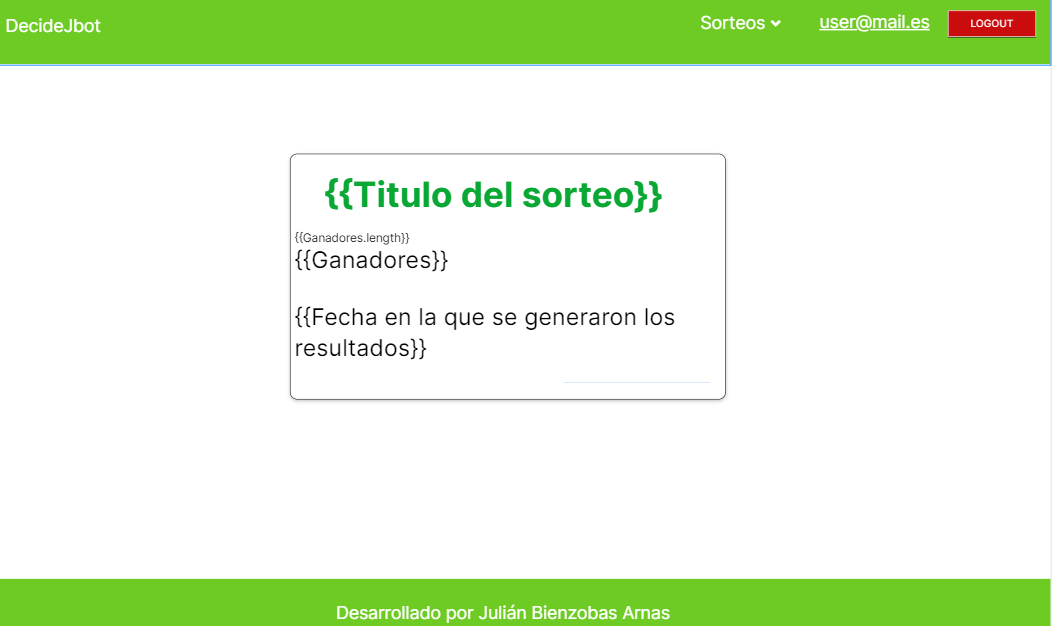 DecideJbot
Sorteos
user@mail.es
LOGOUT
{{Titulo del sorteo}}
{{Ganadores.length}}
{{Ganadores}}
{{Fecha en la que se generaron los
resultados}}
Desarrollado por Julián Bienzobas Arnas